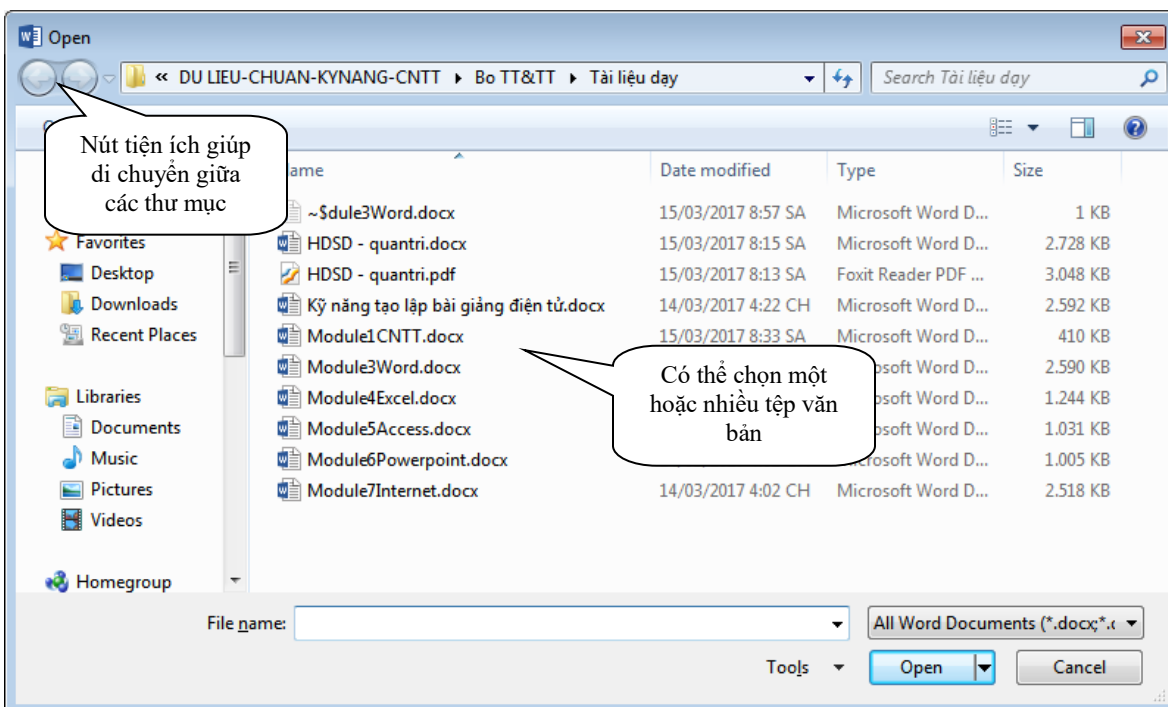 Open
« DU LIEU-CHUAN-KYNANG-CNTT ▸ Bo TT&TT ▸ Tài liệu dạy
Search Tài liệu dạy
Nút tiện ích giúp
di chuyển giữa
các thư mục
ame Date modified Type Size
~$dule3Word.docx 15/03/2017 8:57 SA Microsoft Word D... 1 KB
HDSD - quantri.docx 15/03/2017 8:15 SA Microsoft Word D... 2.728 KB
HDSD - quantri.pdf 15/03/2017 8:13 SA Foxit Reader PDF ... 3.048 KB
Kỹ năng tạo lập bài giảng điện tử.docx 14/03/2017 4:22 CH Microsoft Word D... 2.592 KB
Module1CNTT.docx 15/03/2017 8:33 SA Microsoft Word D... 410 KB
Module3Word.docx osoft Word D... 2.590 KB
Module4Excel.docx osoft Word D... 1.244 KB
Module5Access.docx osoft Word D... 1.031 KB
Module6Powerpoint.docx crosoft Word D... 1.005 KB
Module7Internet.docx 14/03/2017 4:02 CH Microsoft Word D... 2.518 KB
Có thể chọn một
hoặc nhiều tệp văn
bản
Favorites
Desktop
Downloads
Recent Places
Libraries
Documents
Music
Pictures
Videos
Homegroup
File name:
All Word Documents (*.docx;*.
Tools Open Cancel